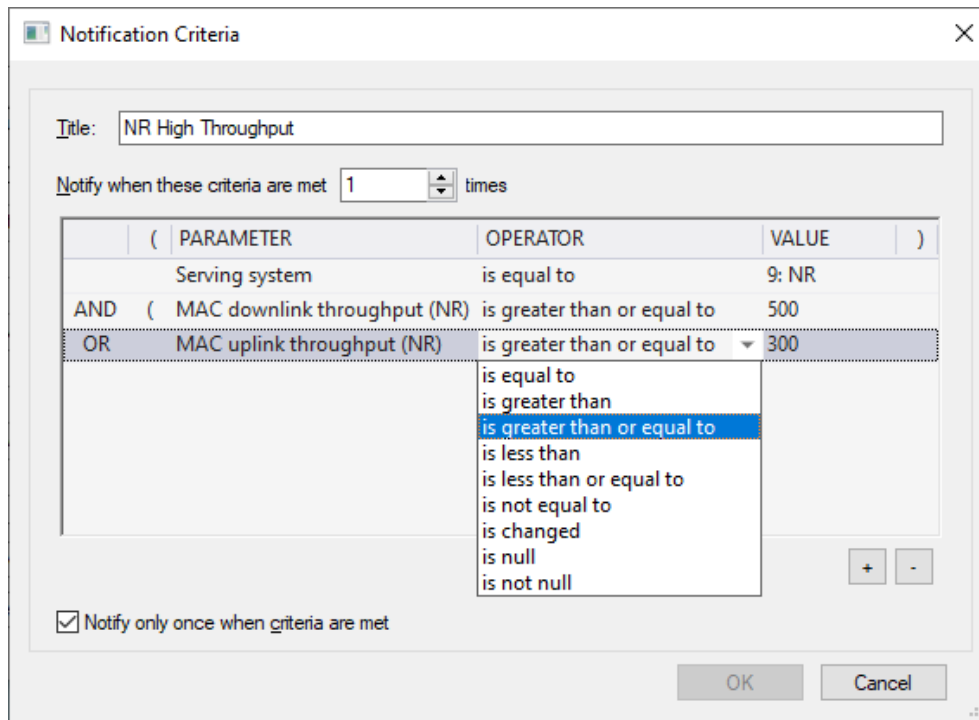 Notification Criteria
Title: NR High Throughput
Notify when these criteria are met 1 times
( PARAMETER OPERATOR VALUE )
Serving system is equal to 9: NR
AND ( MAC downlink throughput (NR) is greater than or equal to 500
OR MAC uplink throughput (NR) is greater than or equal to 300
is equal to
is greater than
is greater than or equal to
is less than
is less than or equal to
is not equal to
is changed
is null
is not null
+ -
Notify only once when criteria are met
OK Cancel